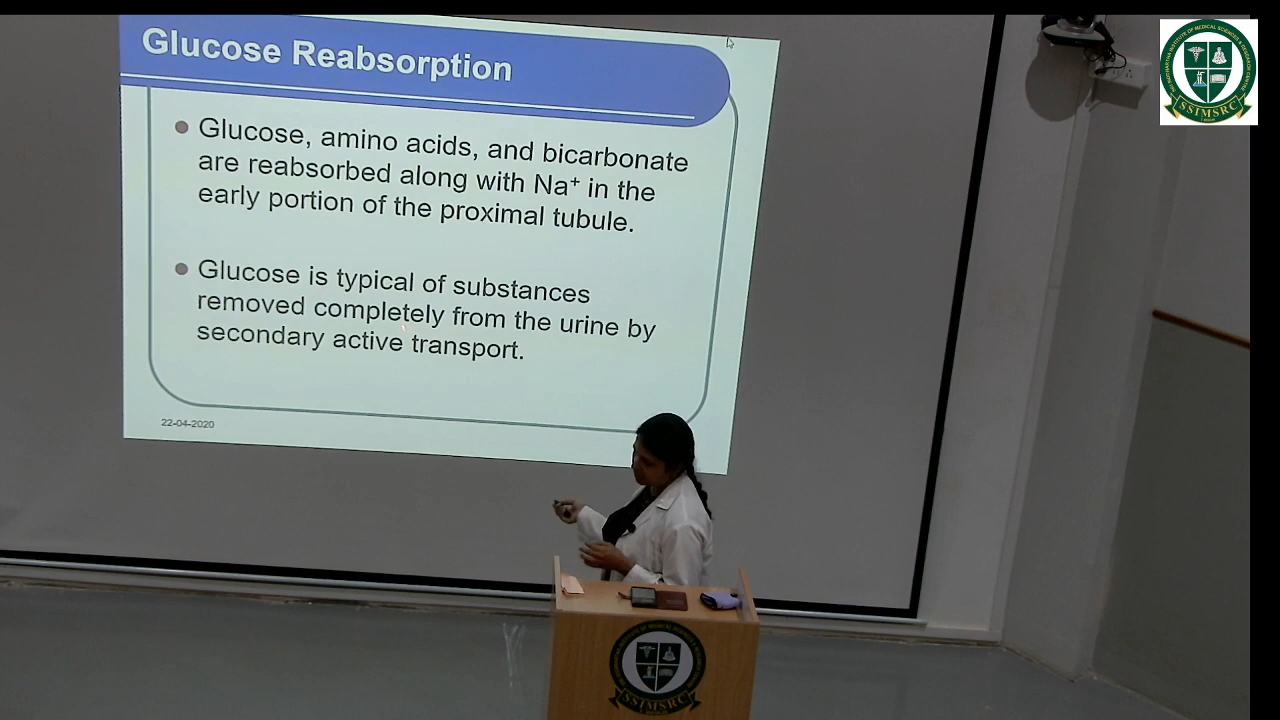 Glucose Reabsorption
Glucose, amino acids, and bicarbonate
are reabsorbed along with Na⁺ in the
early portion of the proximal tubule.
Glucose is typical of substances
removed completely from the urine by
secondary active transport.
22-04-2020
SSIMSRC
SSIMSRC